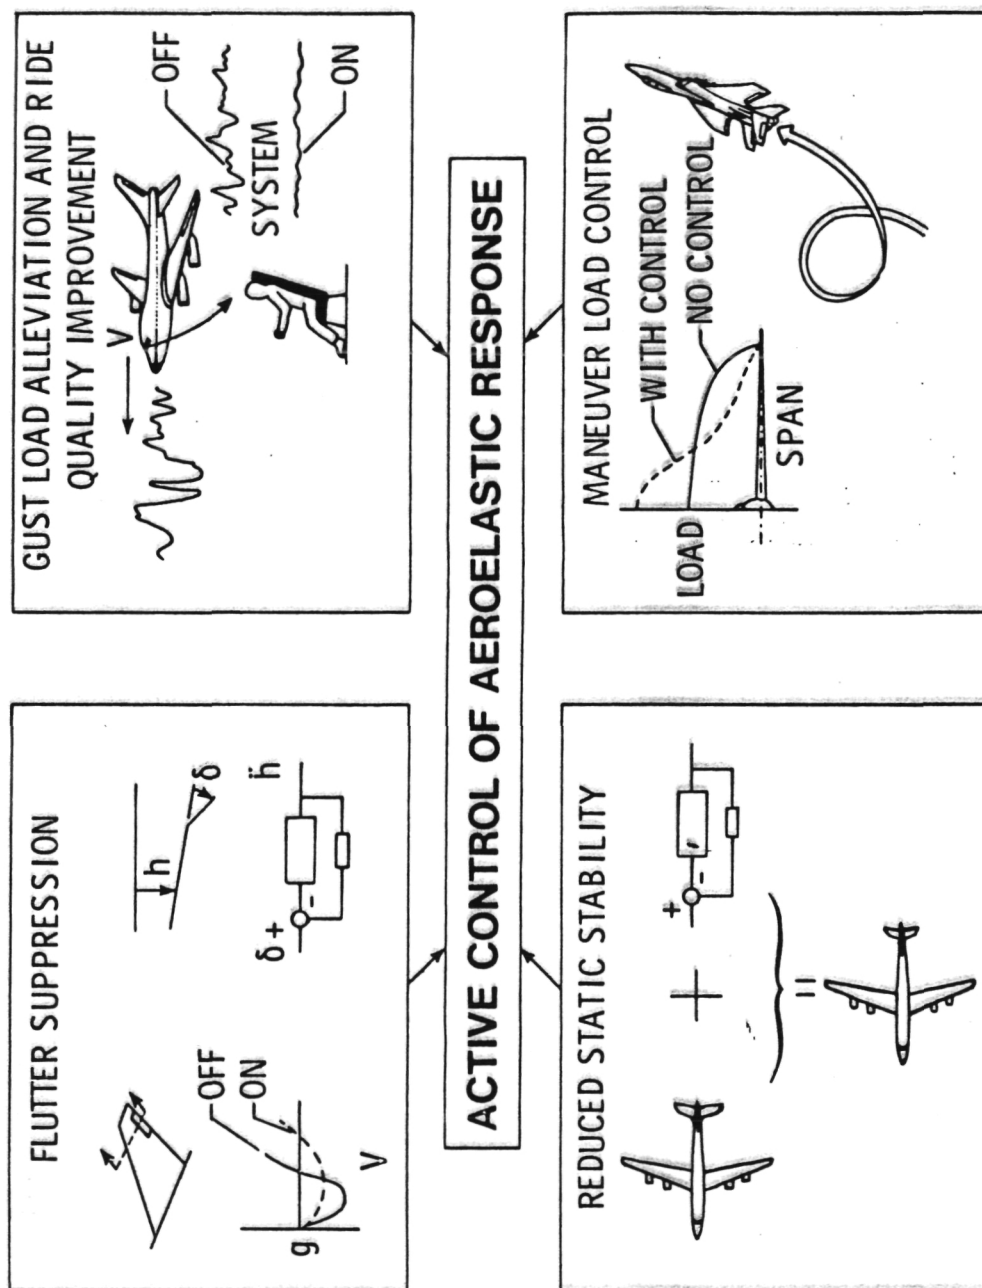 FLUTTER SUPPRESSION
h
δ
OFF
ON
g
V
δ
+
-
ḧ
GUST LOAD ALLEVIATION AND RIDE
QUALITY IMPROVEMENT
V
OFF
SYSTEM
ON
ACTIVE CONTROL OF AEROELASTIC RESPONSE
REDUCED STATIC STABILITY
+
+
-
=
MANEUVER LOAD CONTROL
WITH CONTROL
NO CONTROL
LOAD
SPAN